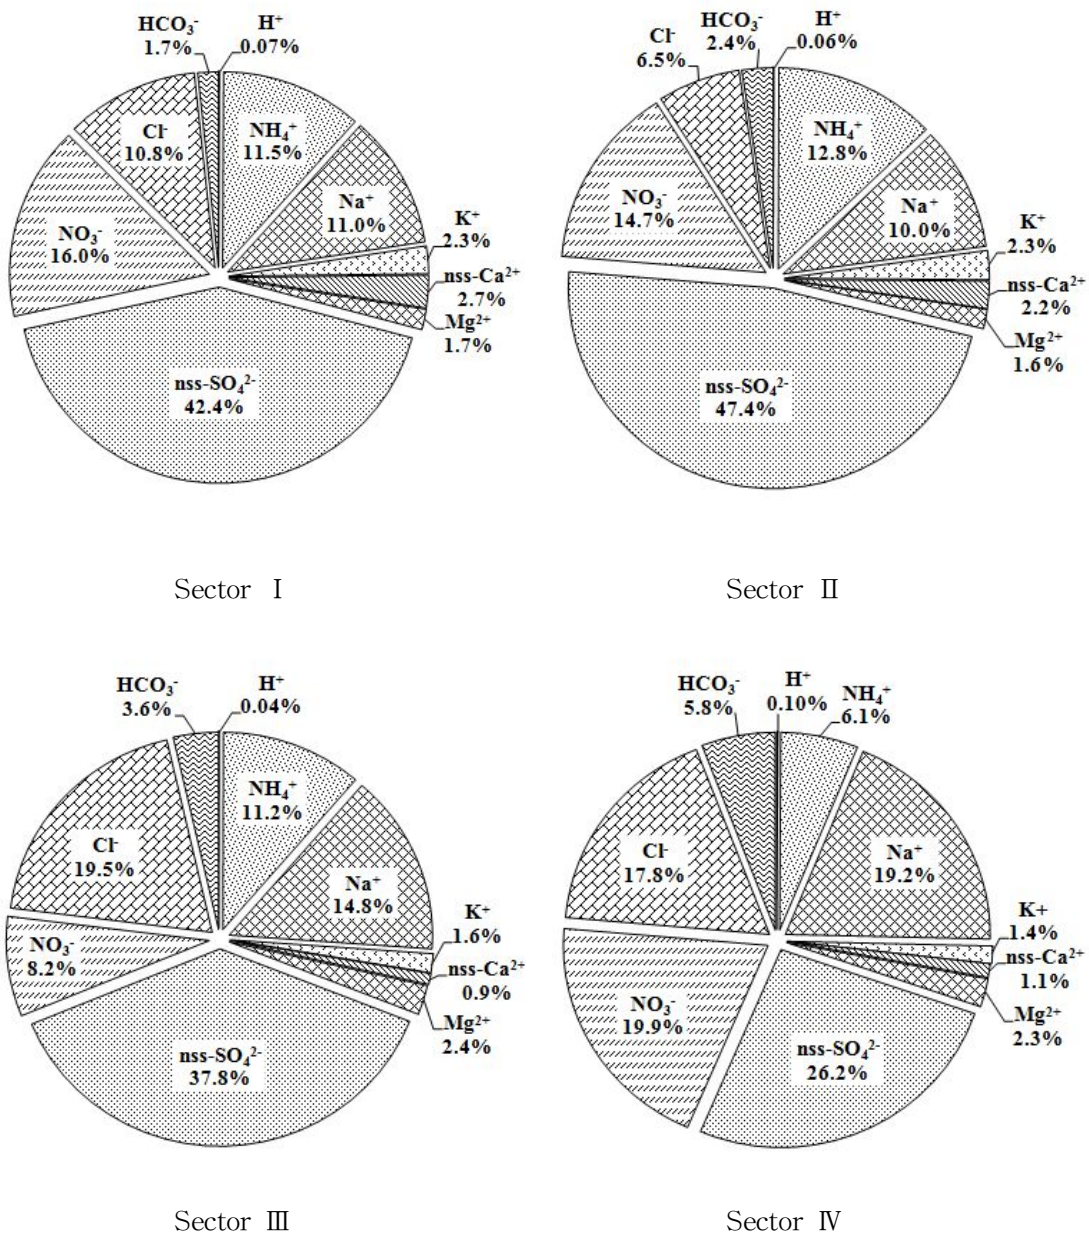 HCO₃⁻
1.7%
H⁺
0.07%
NH₄⁺
11.5%
Na⁺
11.0%
K⁺
2.3%
nss-Ca²⁺
2.7%
Mg²⁺
1.7%
nss-SO₄²⁻
42.4%
NO₃⁻
16.0%
Cl⁻
10.8%
Sector Ⅰ
HCO₃⁻
2.4%
H⁺
0.06%
NH₄⁺
12.8%
Na⁺
10.0%
K⁺
2.3%
nss-Ca²⁺
2.2%
Mg²⁺
1.6%
nss-SO₄²⁻
47.4%
NO₃⁻
14.7%
Cl⁻
6.5%
Sector Ⅱ
HCO₃⁻
3.6%
H⁺
0.04%
NH₄⁺
11.2%
Na⁺
14.8%
K⁺
1.6%
nss-Ca²⁺
0.9%
Mg²⁺
2.4%
nss-SO₄²⁻
37.8%
NO₃⁻
8.2%
Cl⁻
19.5%
Sector Ⅲ
HCO₃⁻
5.8%
H⁺
0.10%
NH₄⁺
6.1%
Na⁺
19.2%
K+
1.4%
nss-Ca²⁺
1.1%
Mg²⁺
2.3%
nss-SO₄²⁻
26.2%
NO₃⁻
19.9%
Cl⁻
17.8%
Sector Ⅳ